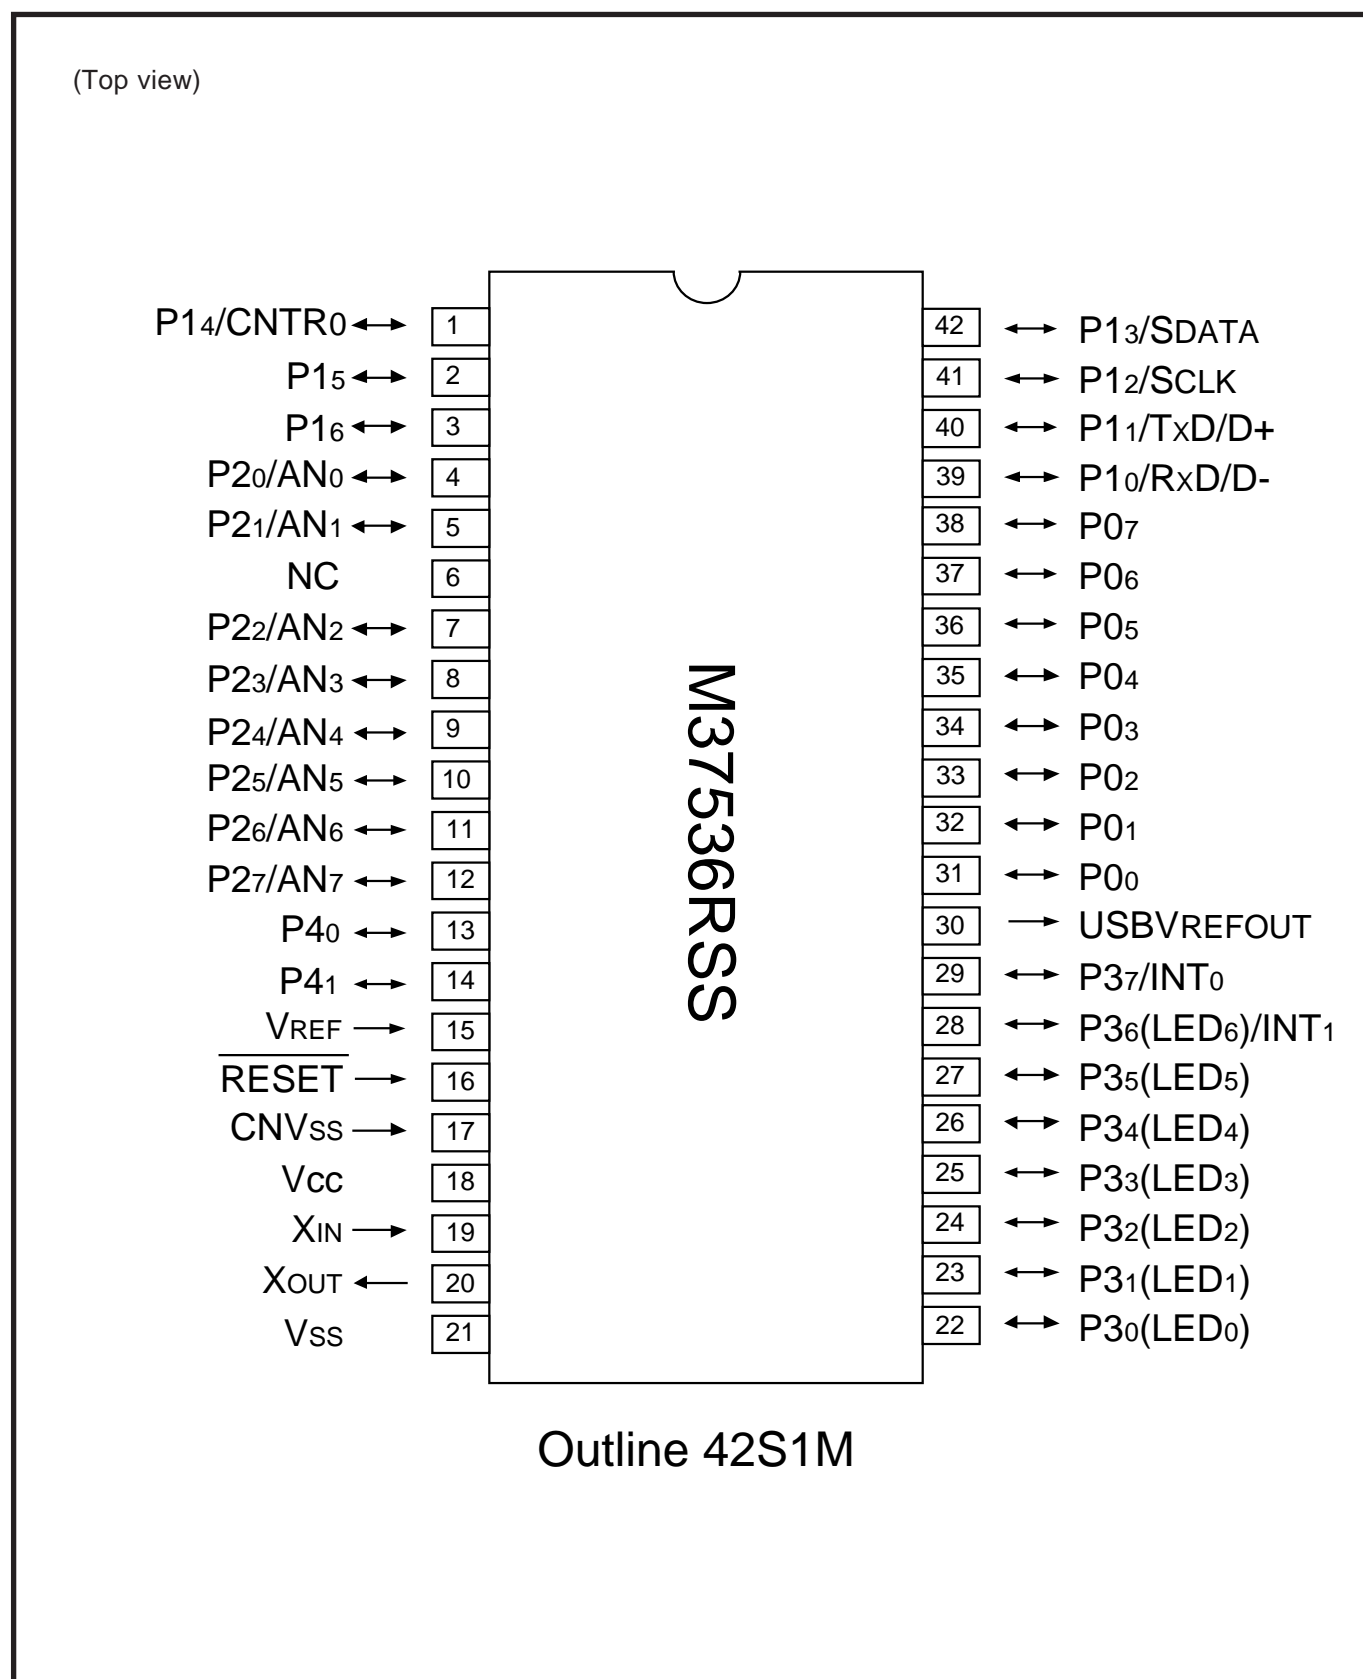 (Top view)
P14/CNTR0 1
P15 2
P16 3
P20/AN0 4
P21/AN1 5
NC 6
P22/AN2 7
P23/AN3 8
P24/AN4 9
P25/AN5 10
P26/AN6 11
P27/AN7 12
P40 13
P41 14
VREF 15
RESET 16
CNVSS 17
Vcc 18
XIN 19
XOUT 20
VSS 21
M37536RSS
42 P13/SDATA
41 P12/SCLK
40 P11/TXD/D+
39 P10/RXD/D-
38 P07
37 P06
36 P05
35 P04
34 P03
33 P02
32 P01
31 P00
30 USBVREFOUT
29 P37/INT0
28 P36(LED6)/INT1
27 P35(LED5)
26 P34(LED4)
25 P33(LED3)
24 P32(LED2)
23 P31(LED1)
22 P30(LED0)
Outline 42S1M